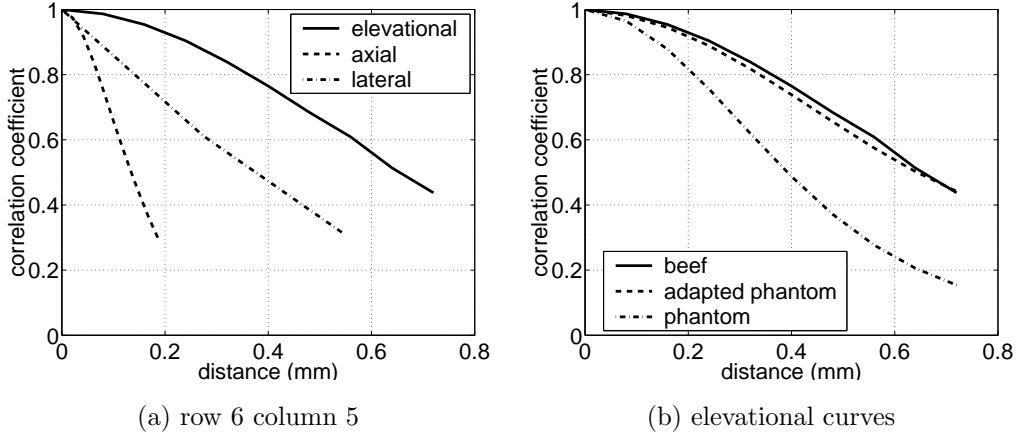 1
0.8
0.6
0.4
0.2
0
0 0.2 0.4 0.6 0.8
correlation coefficient
distance (mm)
elevational
axial
lateral
(a) row 6 column 5
1
0.8
0.6
0.4
0.2
0
0 0.2 0.4 0.6 0.8
correlation coefficient
distance (mm)
beef
adapted phantom
phantom
(b) elevational curves